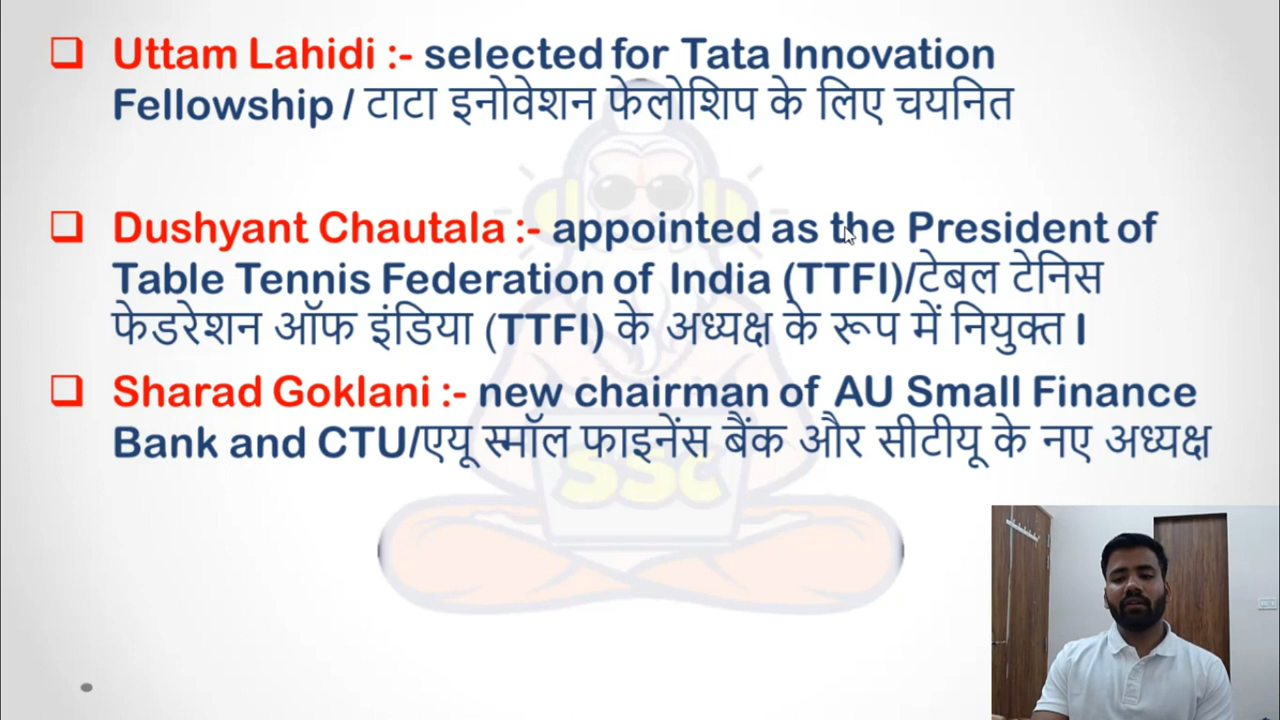 Uttam Lahidi :- selected for Tata Innovation
Fellowship / टाटा इनोवेशन फेलोशिप के लिए चयनित
Dushyant Chautala :- appointed as the President of
Table Tennis Federation of India (TTFI)/टेबल टेनिस
फेडरेशन ऑफ इंडिया (TTFI) के अध्यक्ष के रूप में नियुक्त I
Sharad Goklani :- new chairman of AU Small Finance
Bank and CTU/एयू स्मॉल फाइनेंस बैंक और सीटीयू के नए अध्यक्ष
SSC